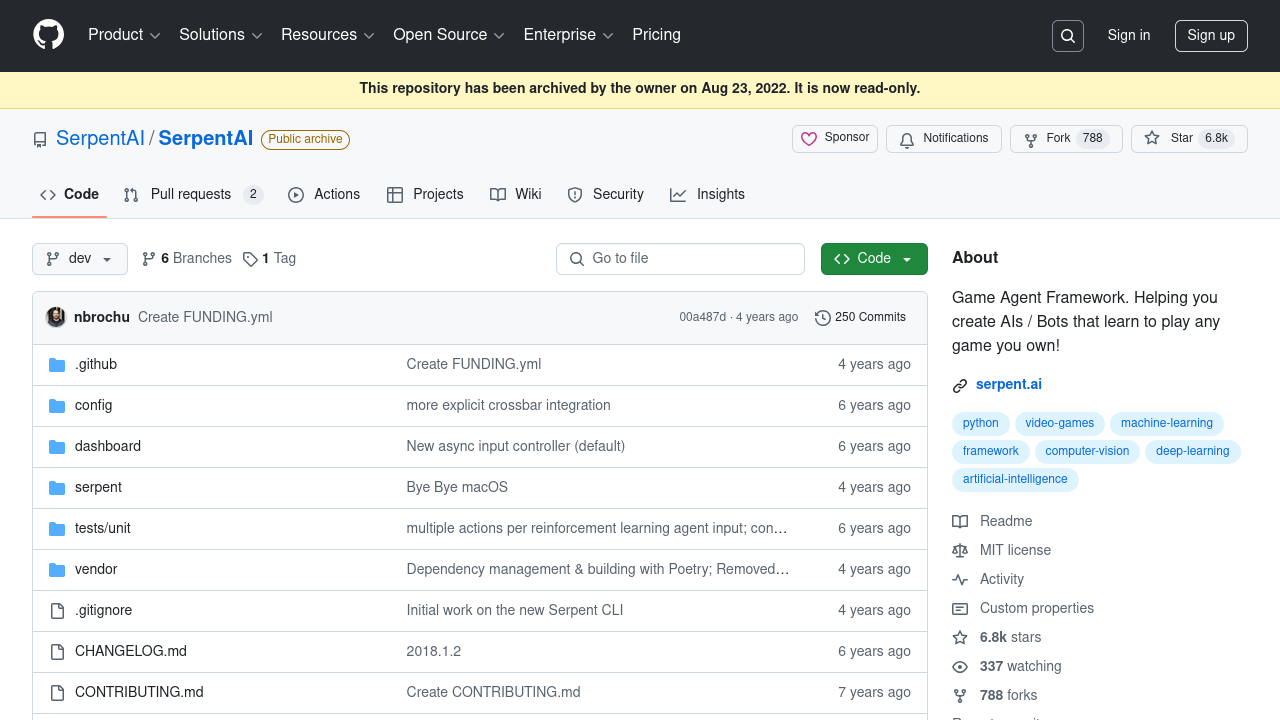 Product Solutions Resources Open Source Enterprise Pricing Sign in Sign up
This repository has been archived by the owner on Aug 23, 2022. It is now read-only.
SerpentAI / SerpentAI Public archive Sponsor Notifications Fork 788 Star 6.8k
Code Pull requests 2 Actions Projects Wiki Security Insights
dev 6 Branches 1 Tag Go to file Code
nbrochu Create FUNDING.yml 00a487d · 4 years ago 250 Commits
.github Create FUNDING.yml 4 years ago
config more explicit crossbar integration 6 years ago
dashboard New async input controller (default) 6 years ago
serpent Bye Bye macOS 4 years ago
tests/unit multiple actions per reinforcement learning agent input; con… 6 years ago
vendor Dependency management & building with Poetry; Removed… 4 years ago
.gitignore Initial work on the new Serpent CLI 4 years ago
CHANGELOG.md 2018.1.2 6 years ago
CONTRIBUTING.md Create CONTRIBUTING.md 7 years ago
About
Game Agent Framework. Helping you
create AIs / Bots that learn to play any
game you own!
serpent.ai
python video-games machine-learning
framework computer-vision deep-learning
artificial-intelligence
Readme
MIT license
Activity
Custom properties
6.8k stars
337 watching
788 forks